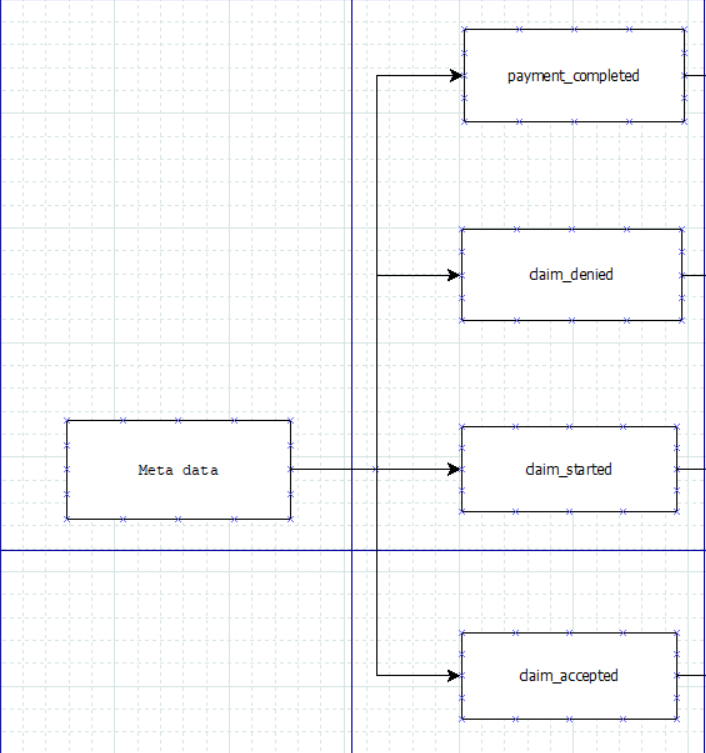 payment_completed
claim_denied
Meta data
claim_started
claim_accepted